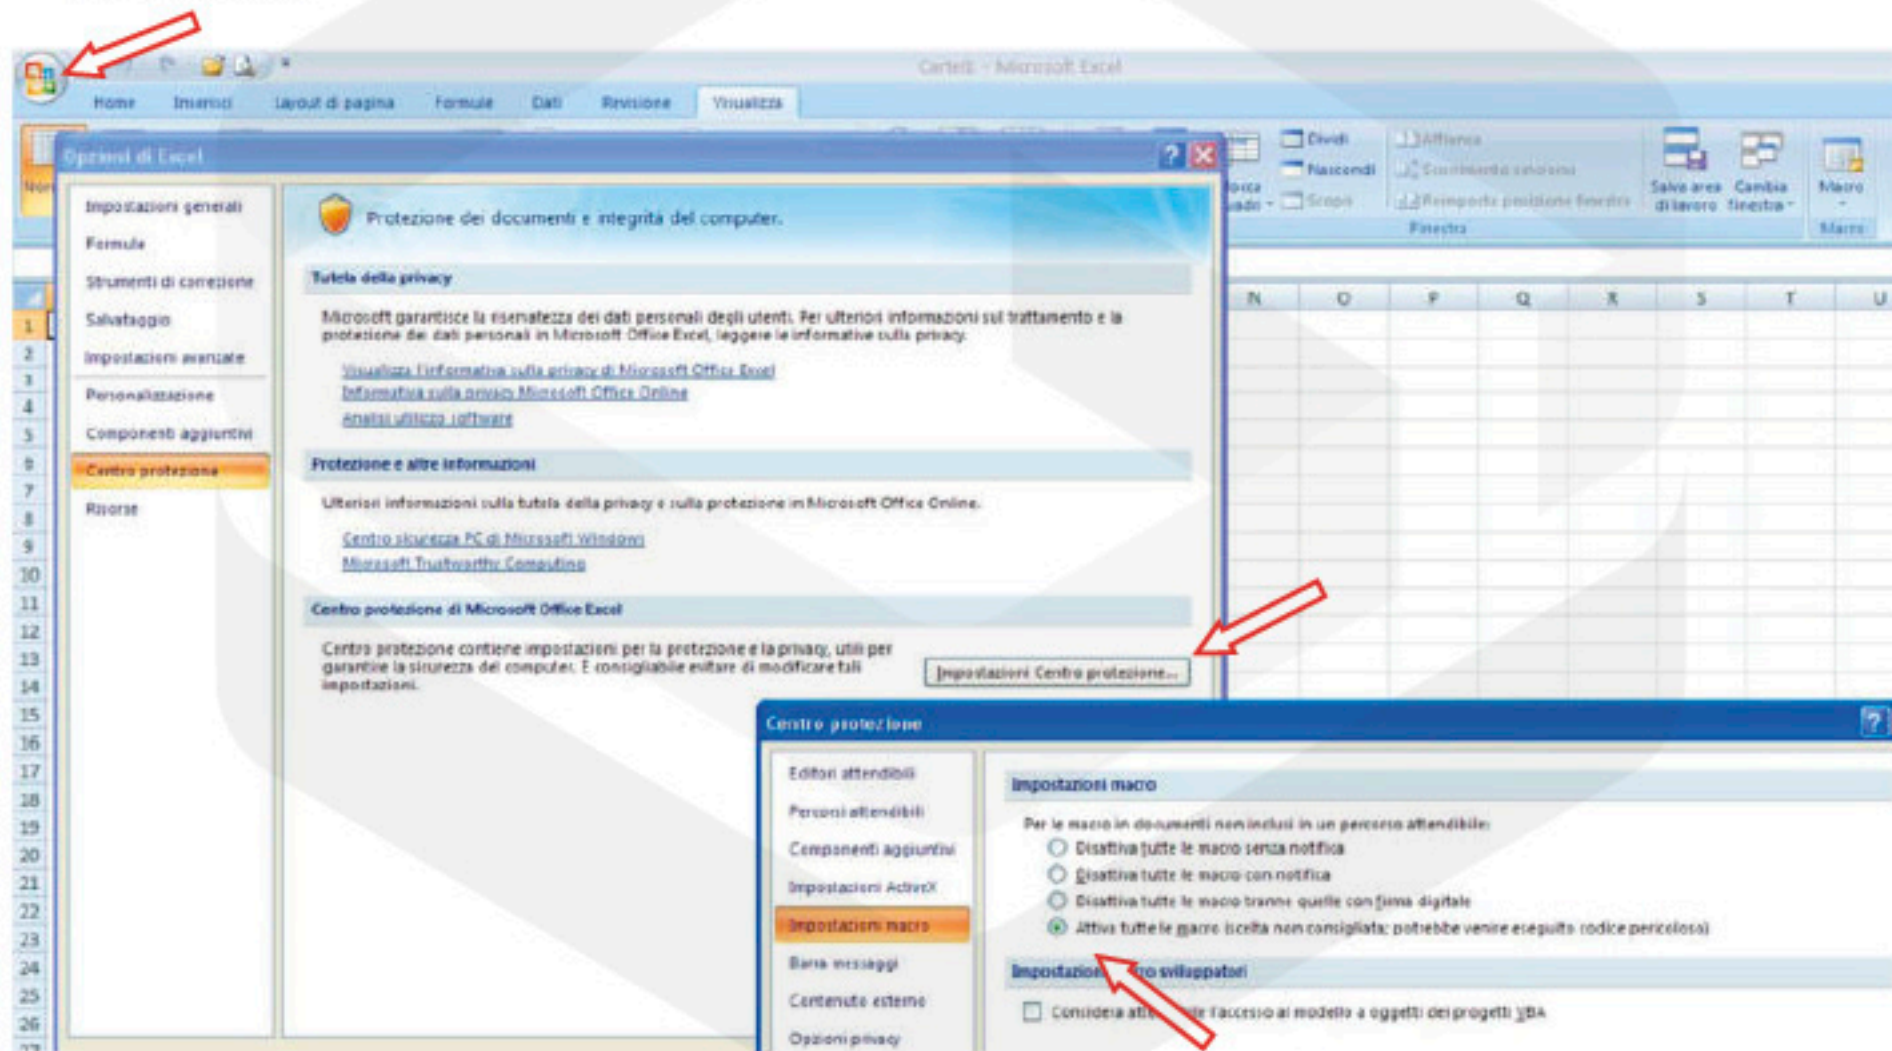 Microsoft Excel
Home Inserisci Layout di pagina Formule Dati Revisione Visualizza
Dividi
Nascondi
Scopri
Affianca
Scorrimento sincrono
Reimposta posizione finestra
Salva area
di lavoro
Cambia
finestra
Macro
Finestra
Macro
Opzioni di Excel
Impostazioni generali
Formule
Strumenti di correzione
Salvataggio
Impostazioni avanzate
Personalizzazione
Componenti aggiuntivi
Centro protezione
Risorse
Protezione dei documenti e integrità del computer.
Tutela della privacy
Microsoft garantisce la riservatezza dei dati personali degli utenti. Per ulteriori informazioni sul trattamento e la
protezione dei dati personali in Microsoft Office Excel, leggere le informative sulla privacy.
Visualizza l'informativa sulla privacy di Microsoft Office Excel
Informativa sulla privacy Microsoft Office Online
Analisi utilizzo software
Protezione e altre informazioni
Ulteriori informazioni sulla tutela della privacy e sulla protezione in Microsoft Office Online.
Centro sicurezza PC di Microsoft Windows
Microsoft Trustworthy Computing
Centro protezione di Microsoft Office Excel
Centro protezione contiene impostazioni per la protezione e la privacy, utili per
garantire la sicurezza del computer. È consigliabile evitare di modificare tali
impostazioni.
Impostazioni Centro protezione...
N O P Q R S T U
1
2
3
4
5
6
7
8
9
10
11
12
13
14
15
16
17
18
19
20
21
22
23
24
25
26
27
Centro protezione
Editori attendibili
Percorsi attendibili
Componenti aggiuntivi
Impostazioni ActiveX
Impostazioni macro
Barra messaggi
Contenuto esterno
Opzioni privacy
Impostazioni macro
Per le macro in documenti non inclusi in un percorso attendibile:
Disattiva tutte le macro senza notifica
Disattiva tutte le macro con notifica
Disattiva tutte le macro tranne quelle con firma digitale
Attiva tutte le macro (scelta non consigliata; potrebbe venire eseguito codice pericoloso)
sviluppatori
Considera l'accesso al modello a oggetti dei progetti VBA